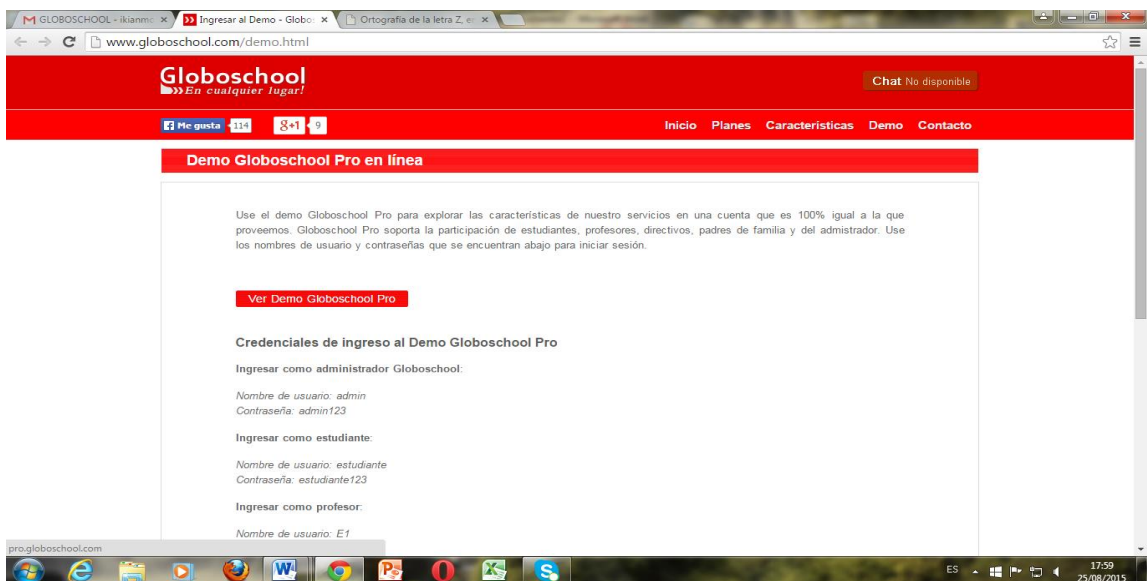 GLOBOSCHOOL - ikianm
Ingresar al Demo - Globo
Ortografía de la letra Z, e
www.globoschool.com/demo.html
Globoschool
En cualquier lugar!
Chat No disponible
Me gusta 114
g+1 9
Inicio Planes Caracteristicas Demo Contacto
Demo Globoschool Pro en línea
Use el demo Globoschool Pro para explorar las características de nuestro servicios en una cuenta que es 100% igual a la que
proveemos. Globoschool Pro soporta la participación de estudiantes, profesores, directivos, padres de familia y del admistrador. Use
los nombres de usuario y contraseñas que se encuentran abajo para iniciar sesión.
Ver Demo Globoschool Pro
Credenciales de ingreso al Demo Globoschool Pro
Ingresar como administrador Globoschool:
Nombre de usuario: admin
Contraseña: admin123
Ingresar como estudiante:
Nombre de usuario: estudiante
Contraseña: estudiante123
Ingresar como profesor:
Nombre de usuario: E1
pro.globoschool.com
ES
17:59
25/08/2015